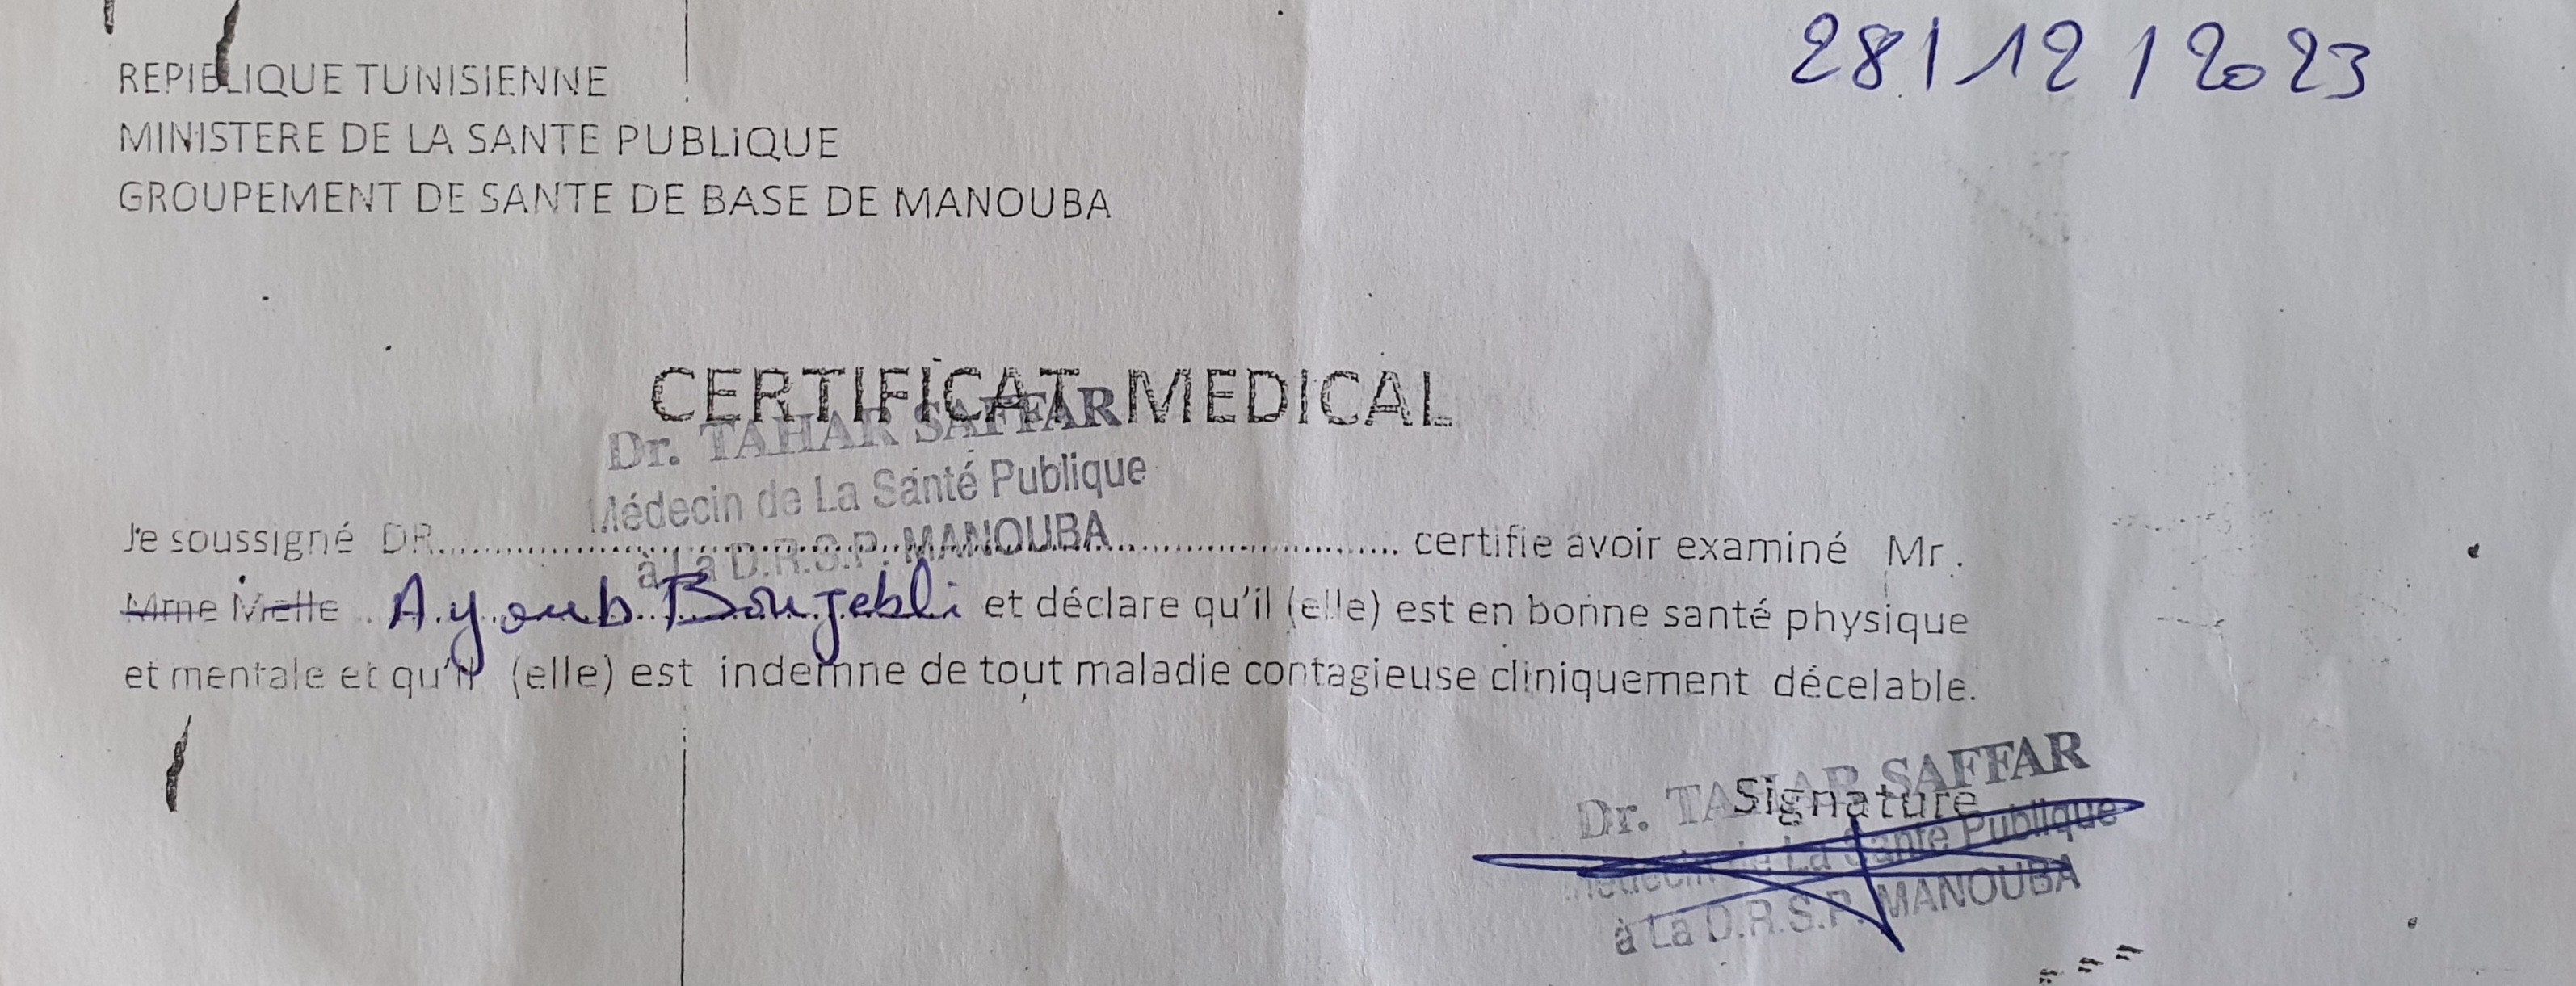 28/12/2023
REPIBLIQUE TUNISIENNE
MINISTERE DE LA SANTE PUBLIQUE
GROUPEMENT DE SANTE DE BASE DE MANOUBA
CERTIFICAT MEDICAL
Dr. TAHAR SAFFAR
Médecin de La Santé Publique
à La D.R.S.P. MANOUBA
Je soussigné DR.......... certifie avoir examiné Mr.
Mme Melle Ayoub Boujebli et déclare qu'il (elle) est en bonne santé physique
et mentale et qu'il (elle) est indemne de tout maladie contagieuse cliniquement décelable.
Signature
Dr. TAHAR SAFFAR
Médecin de La Santé Publique
à La D.R.S.P. MANOUBA